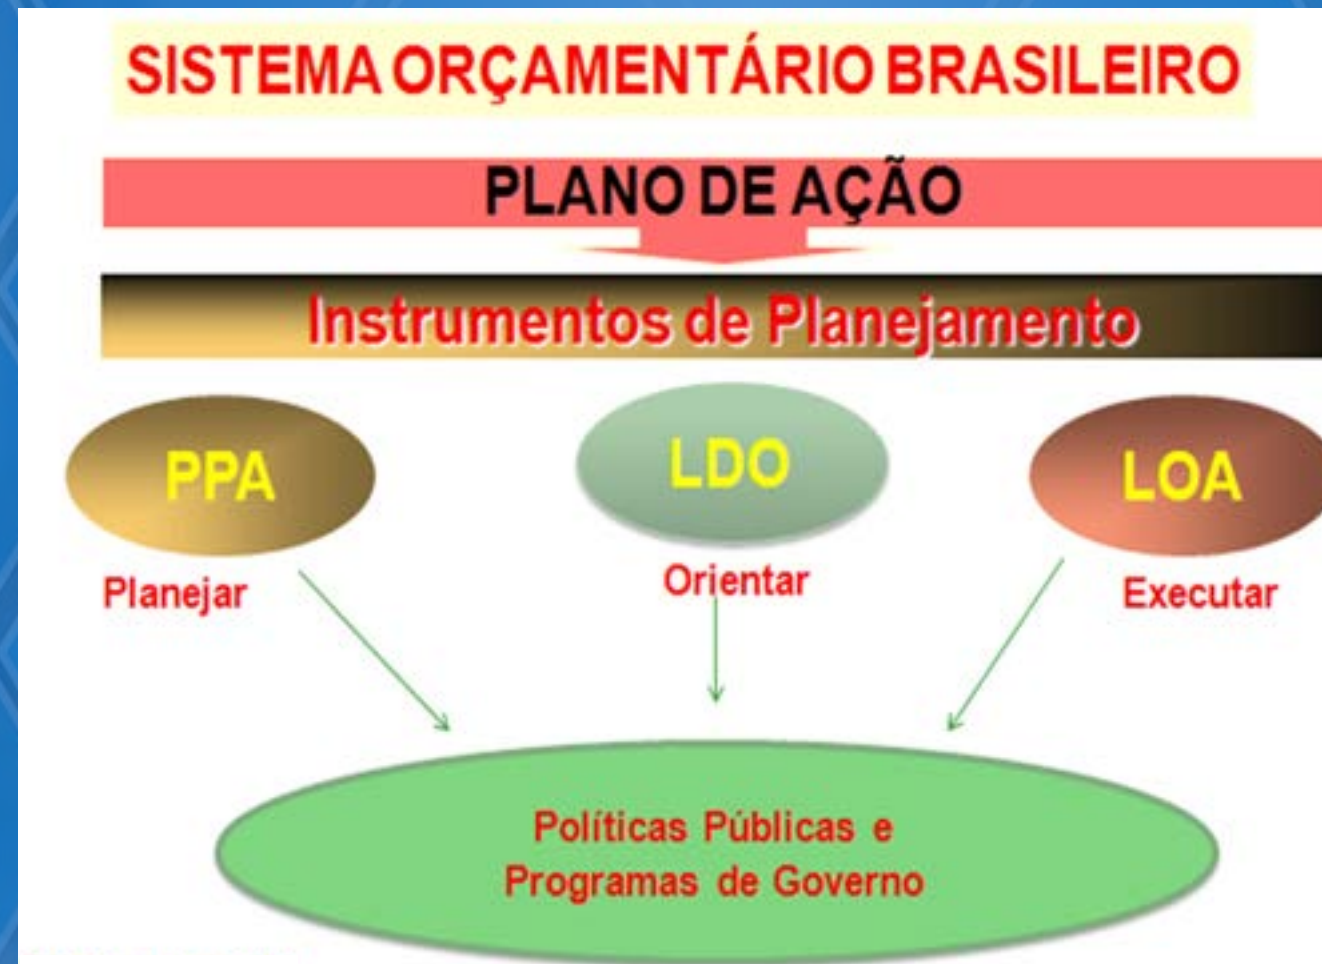 SISTEMA ORÇAMENTÁRIO BRASILEIRO
PLANO DE AÇÃO
Instrumentos de Planejamento
PPA
LDO
LOA
Planejar
Orientar
Executar
Políticas Públicas e
Programas de Governo